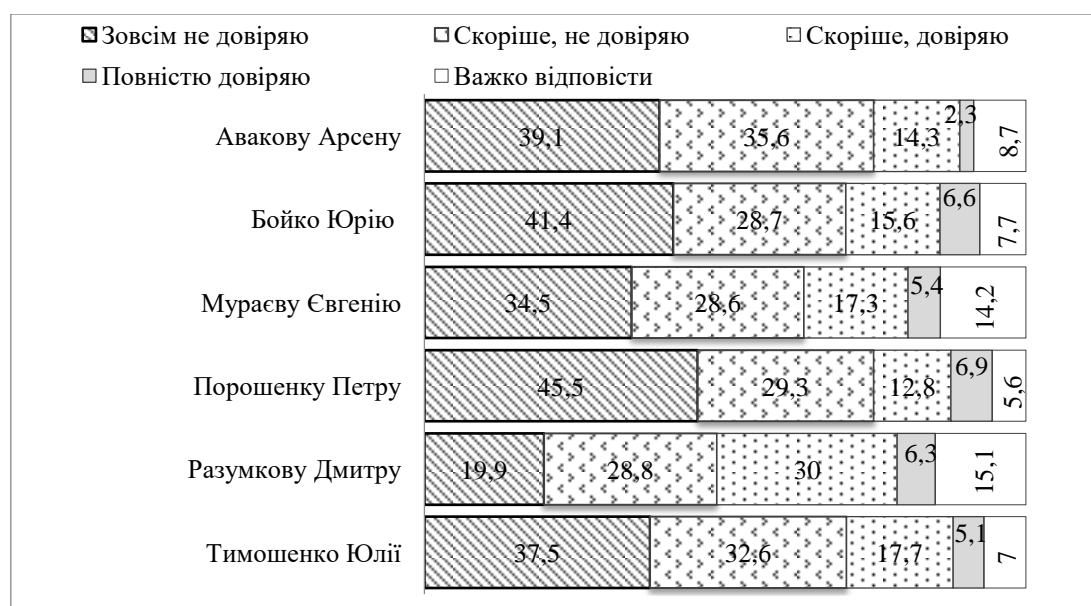 Зовсім не довіряю Скоріше, не довіряю Скоріше, довіряю
Повністю довіряю Важко відповісти
Авакову Арсену 39,1 35,6 14,3 2,3 8,7
Бойко Юрію 41,4 28,7 15,6 6,6 7,7
Мураєву Євгенію 34,5 28,6 17,3 5,4 14,2
Порошенку Петру 45,5 29,3 12,8 6,9 5,6
Разумкову Дмитру 19,9 28,8 30 6,3 15,1
Тимошенко Юлії 37,5 32,6 17,7 5,1 7